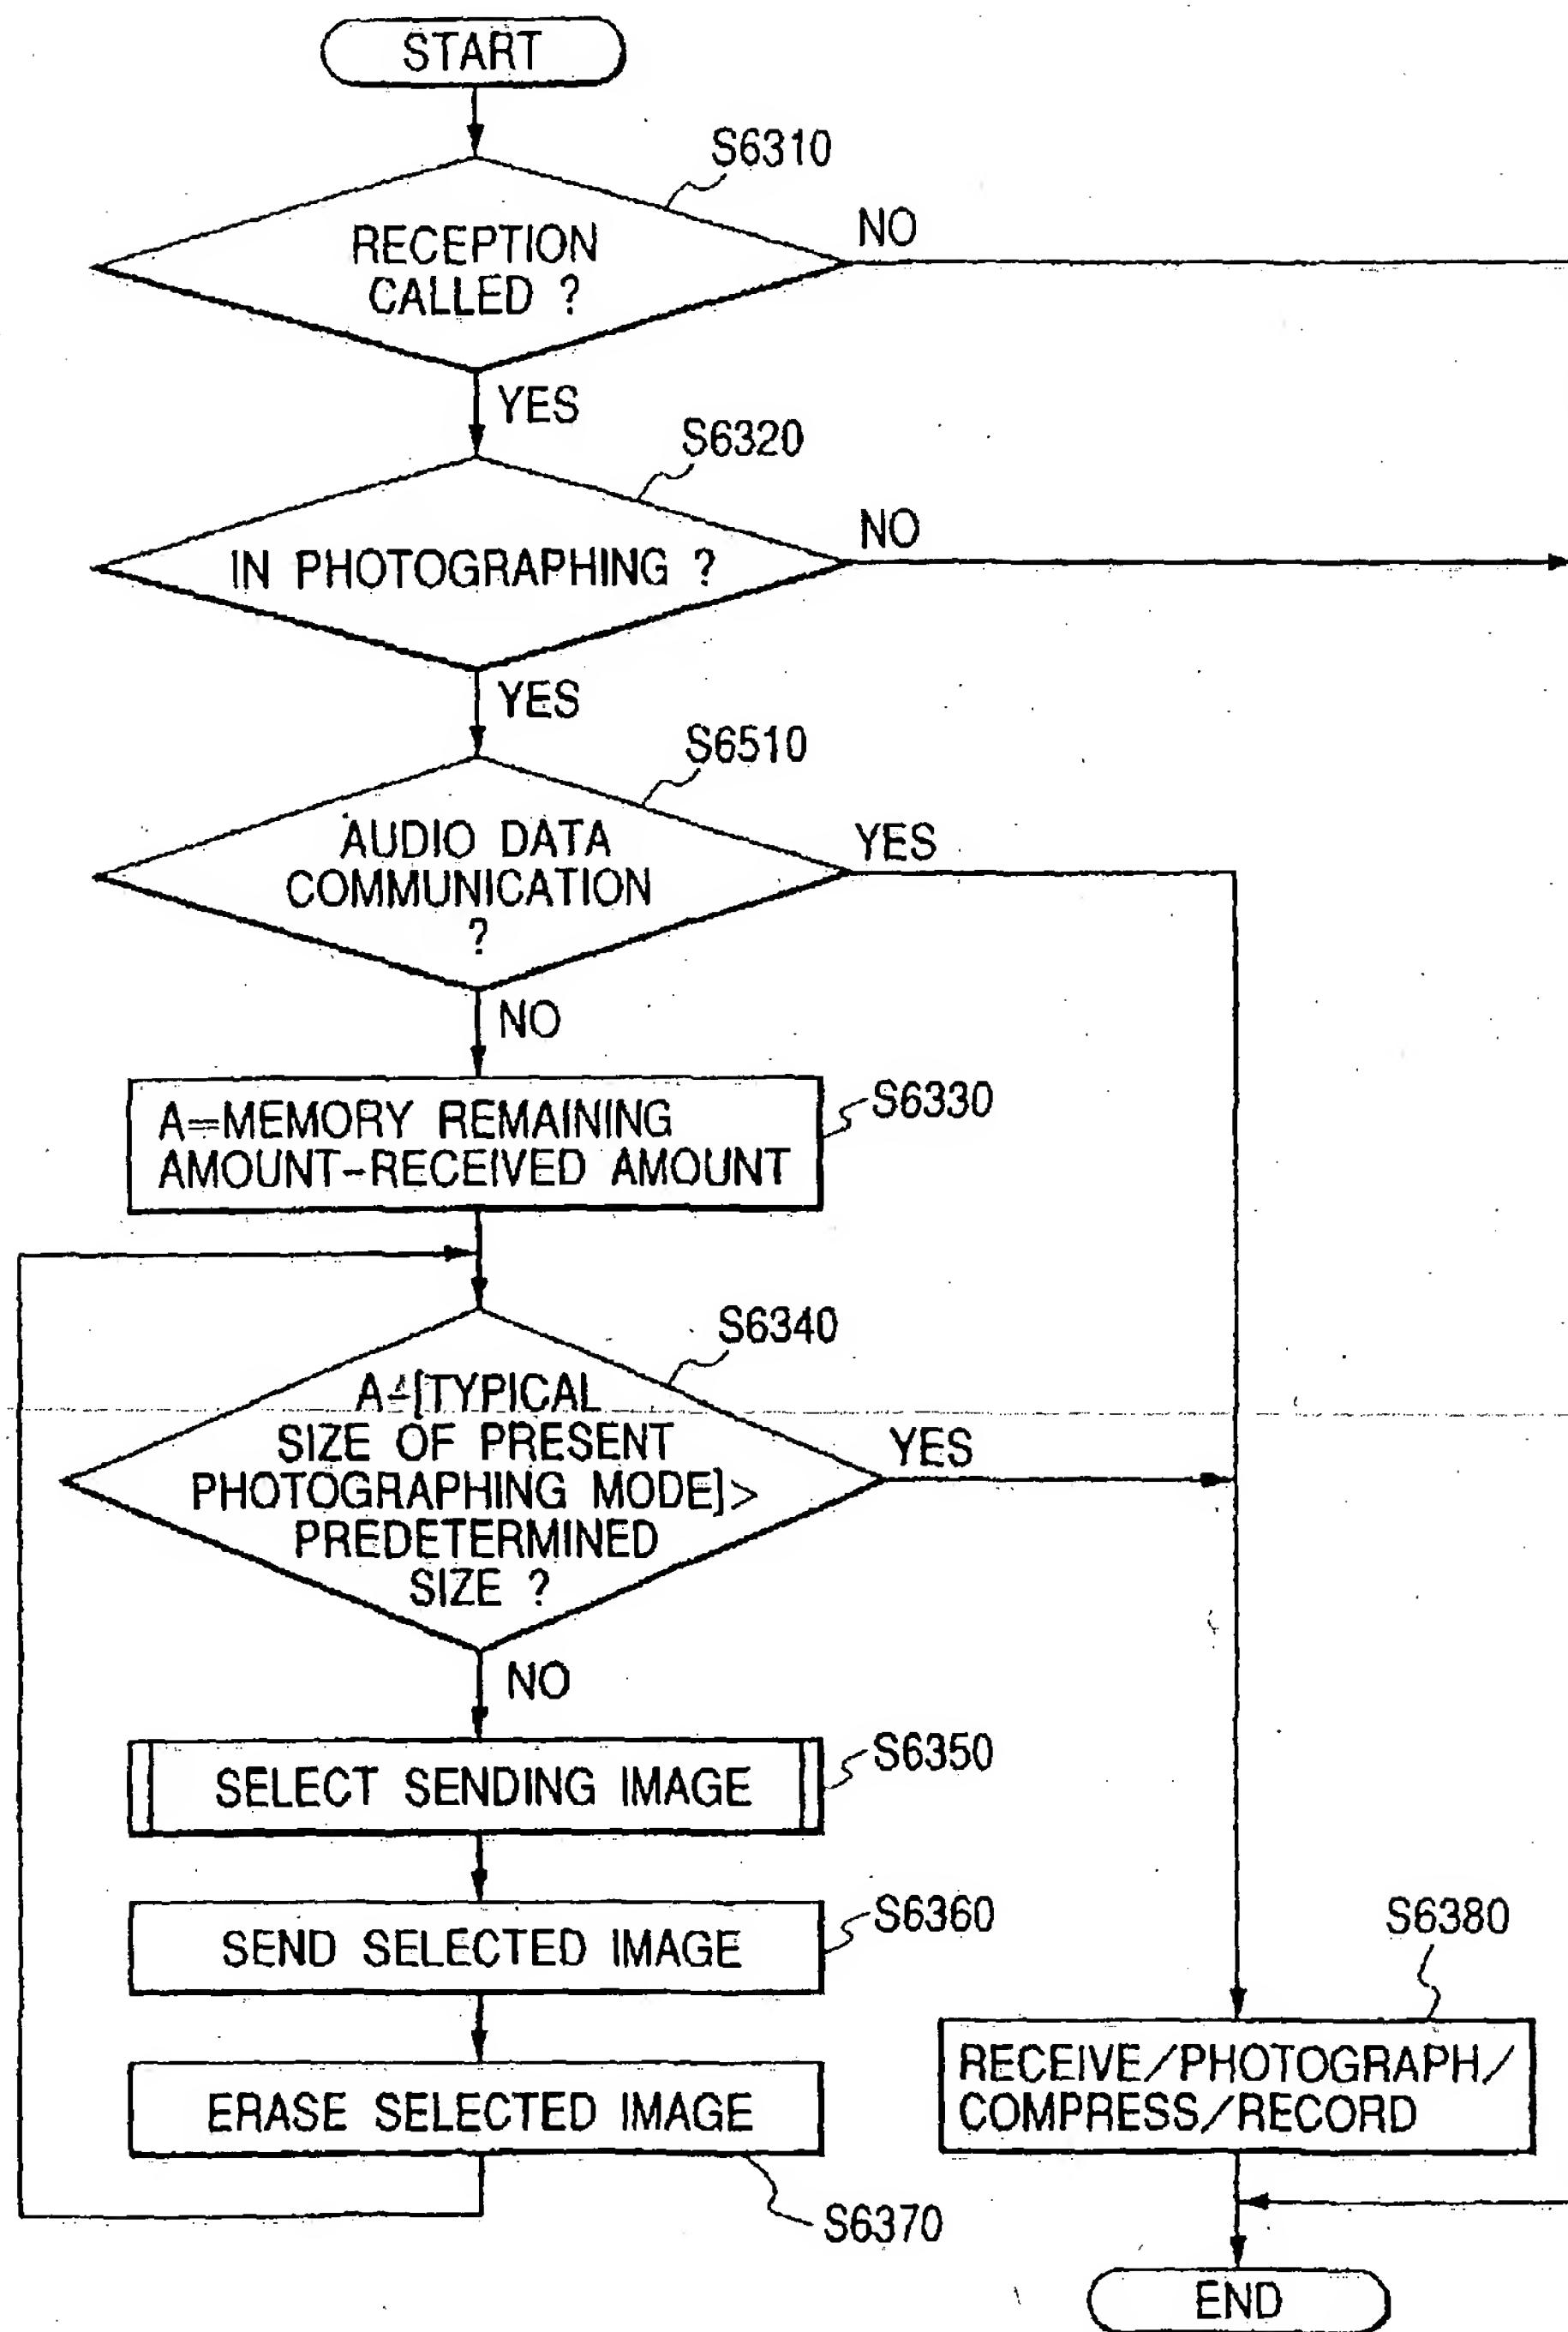 START
S6310
RECEPTION
CALLED ?
NO
YES
S6320
IN PHOTOGRAPHING ?
NO
YES
S6510
AUDIO DATA
COMMUNICATION
?
YES
NO
A=MEMORY REMAINING
AMOUNT-RECEIVED AMOUNT
S6330
S6340
A-[TYPICAL
SIZE OF PRESENT
PHOTOGRAPHING MODE]>
PREDETERMINED
SIZE ?
YES
NO
SELECT SENDING IMAGE
S6350
SEND SELECTED IMAGE
S6360
ERASE SELECTED IMAGE
S6370
S6380
RECEIVE/PHOTOGRAPH/
COMPRESS/RECORD
END